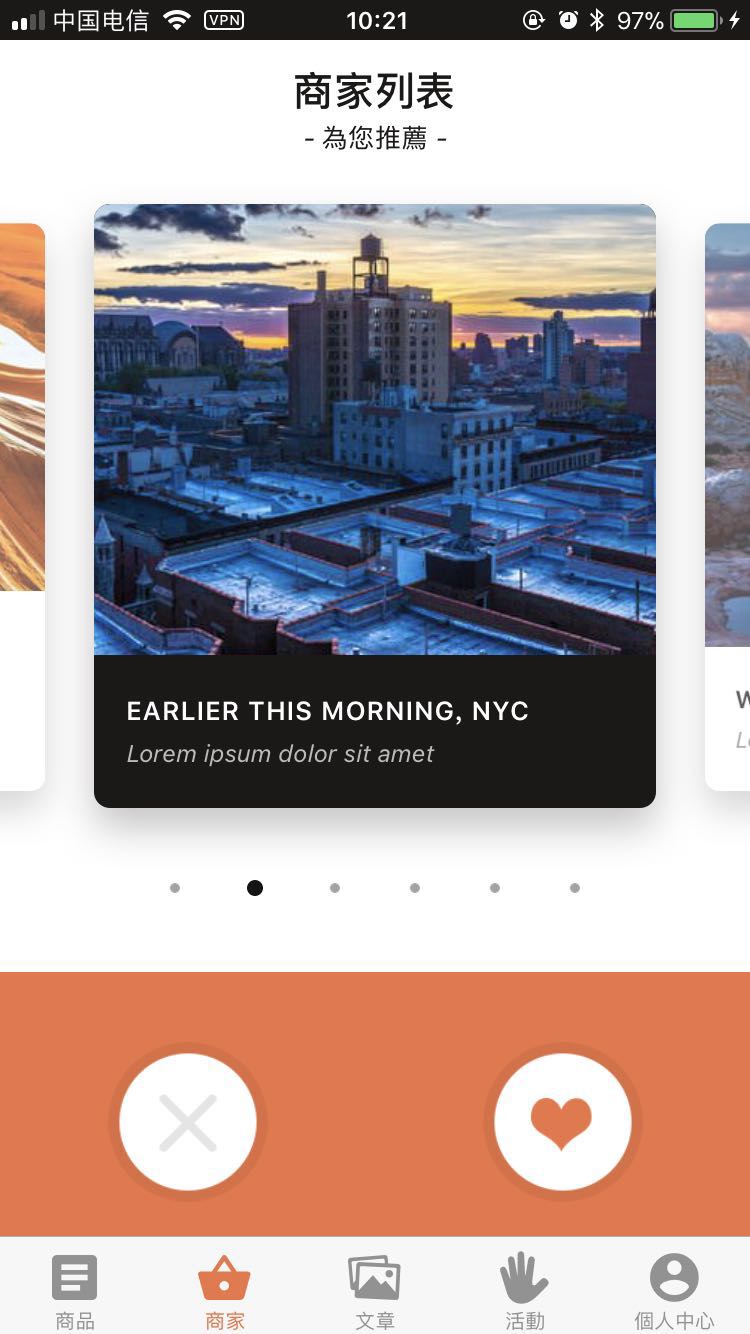 中国电信 VPN 10:21 97%
商家列表
- 為您推薦 -
EARLIER THIS MORNING, NYC
Lorem ipsum dolor sit amet
商品 商家 文章 活動 個人中心